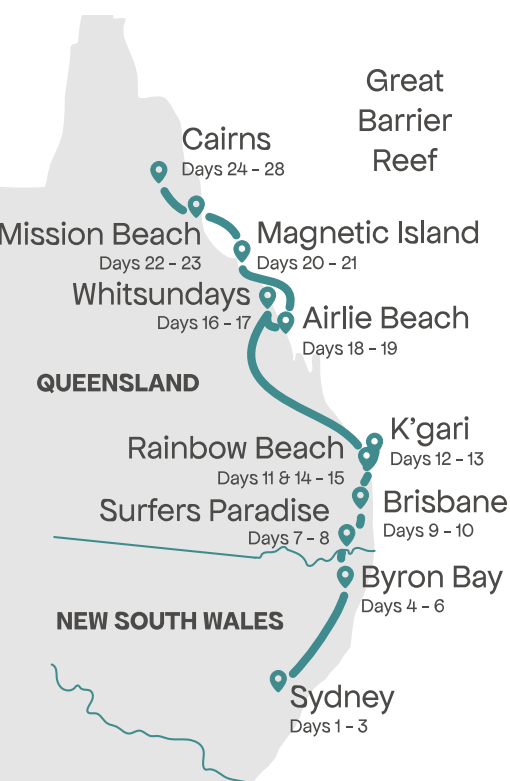 Great
Barrier
Reef
Cairns
Days 24 - 28
Mission Beach
Days 22 - 23
Magnetic Island
Days 20 - 21
Whitsundays
Days 16 - 17
Airlie Beach
Days 18 - 19
QUEENSLAND
K'gari
Days 12 - 13
Rainbow Beach
Days 11 & 14 - 15
Brisbane
Days 9 - 10
Surfers Paradise
Days 7 - 8
Byron Bay
Days 4 - 6
NEW SOUTH WALES
Sydney
Days 1 - 3